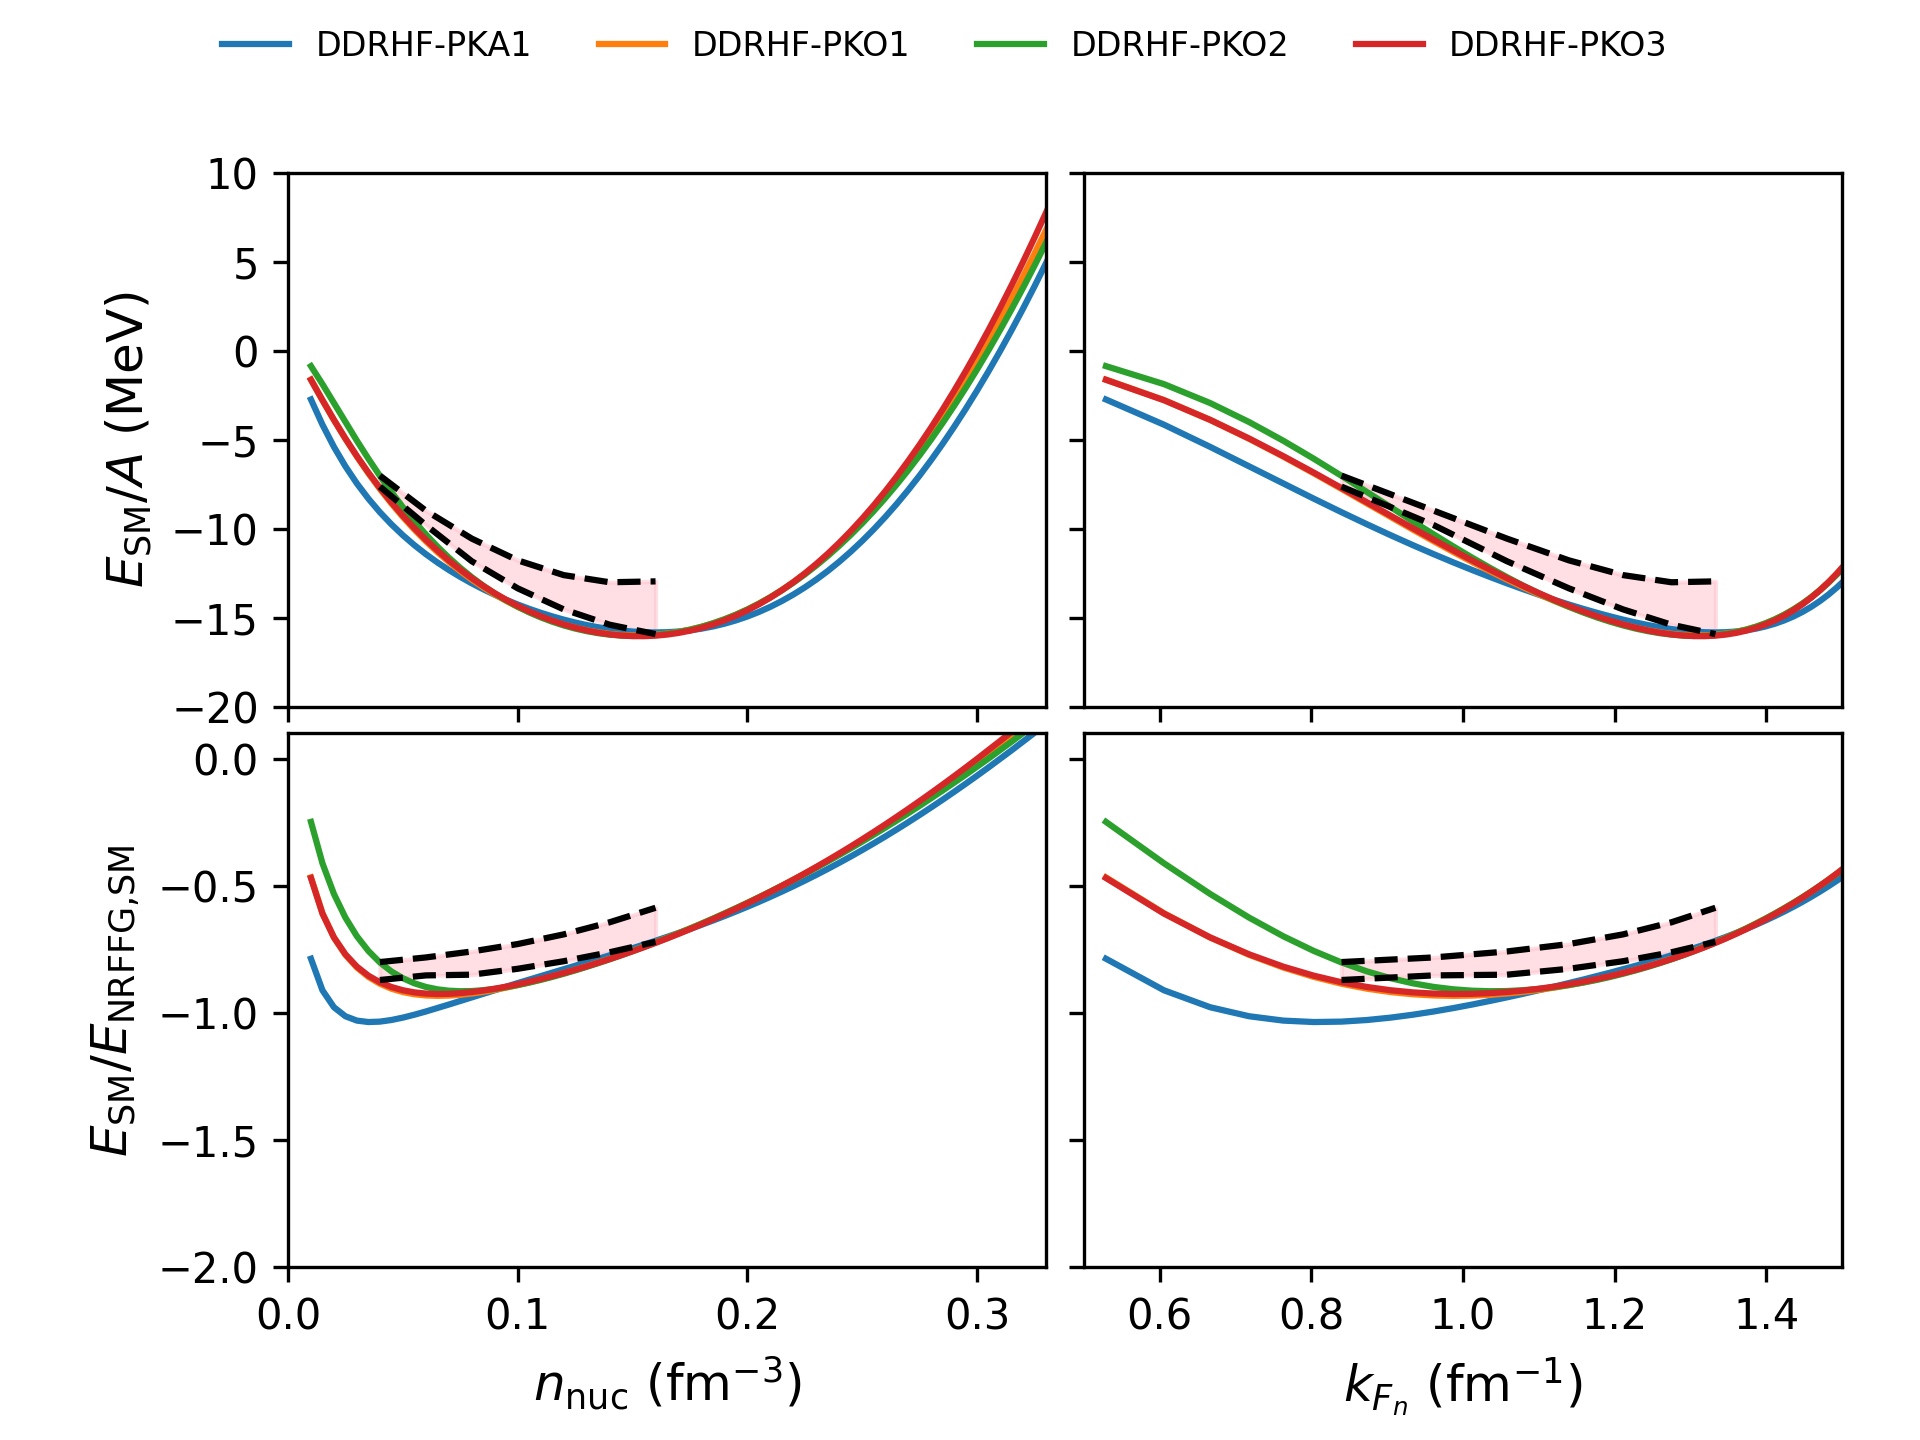 DDRHF-PKA1 DDRHF-PKO1 DDRHF-PKO2 DDRHF-PKO3
10
5
0
−5
−10
−15
−20
E_SM/A (MeV)
0.0
−0.5
−1.0
−1.5
−2.0
E_SM/E_NRFFG,SM
0.0 0.1 0.2 0.3
0.6 0.8 1.0 1.2 1.4
n_nuc (fm⁻³)
k_{F_n} (fm⁻¹)